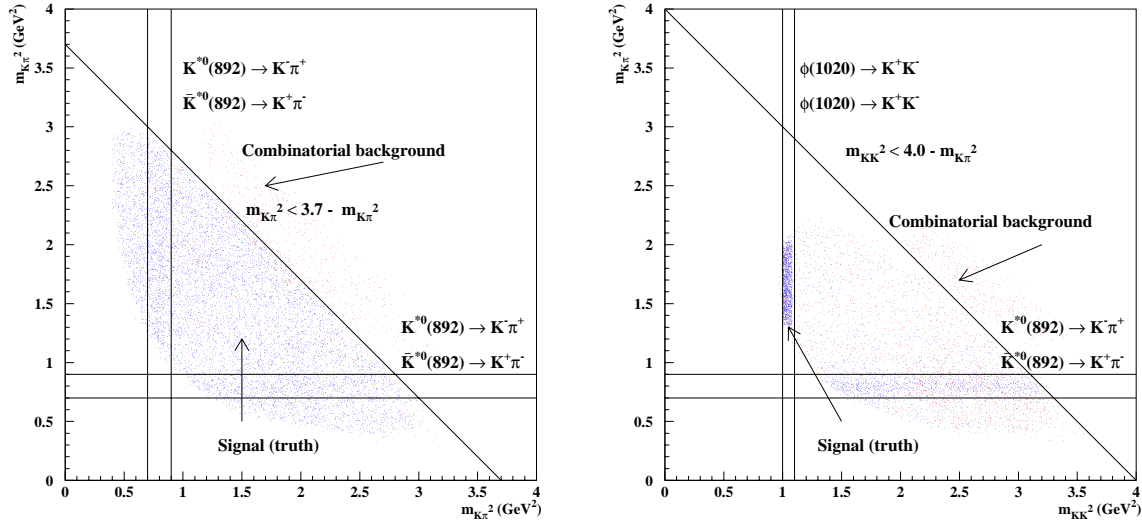 m_{Kπ}^2 (GeV^2)
4
3.5
3
2.5
2
1.5
1
0.5
0
K^{*0}(892) → K^-π^+
K̄^{*0}(892) → K^+π^-
Combinatorial background
m_{Kπ}^2 < 3.7 - m_{Kπ}^2
K^{*0}(892) → K^-π^+
K̄^{*0}(892) → K^+π^-
Signal (truth)
0 0.5 1 1.5 2 2.5 3 3.5 4
m_{Kπ}^2 (GeV^2)
m_{Kπ}^2 (GeV^2)
4
3.5
3
2.5
2
1.5
1
0.5
0
ϕ(1020) → K^+K^-
ϕ(1020) → K^+K^-
m_{KK}^2 < 4.0 - m_{Kπ}^2
Combinatorial background
K^{*0}(892) → K^-π^+
K̄^{*0}(892) → K^+π^-
Signal (truth)
0 0.5 1 1.5 2 2.5 3 3.5 4
m_{KK}^2 (GeV^2)